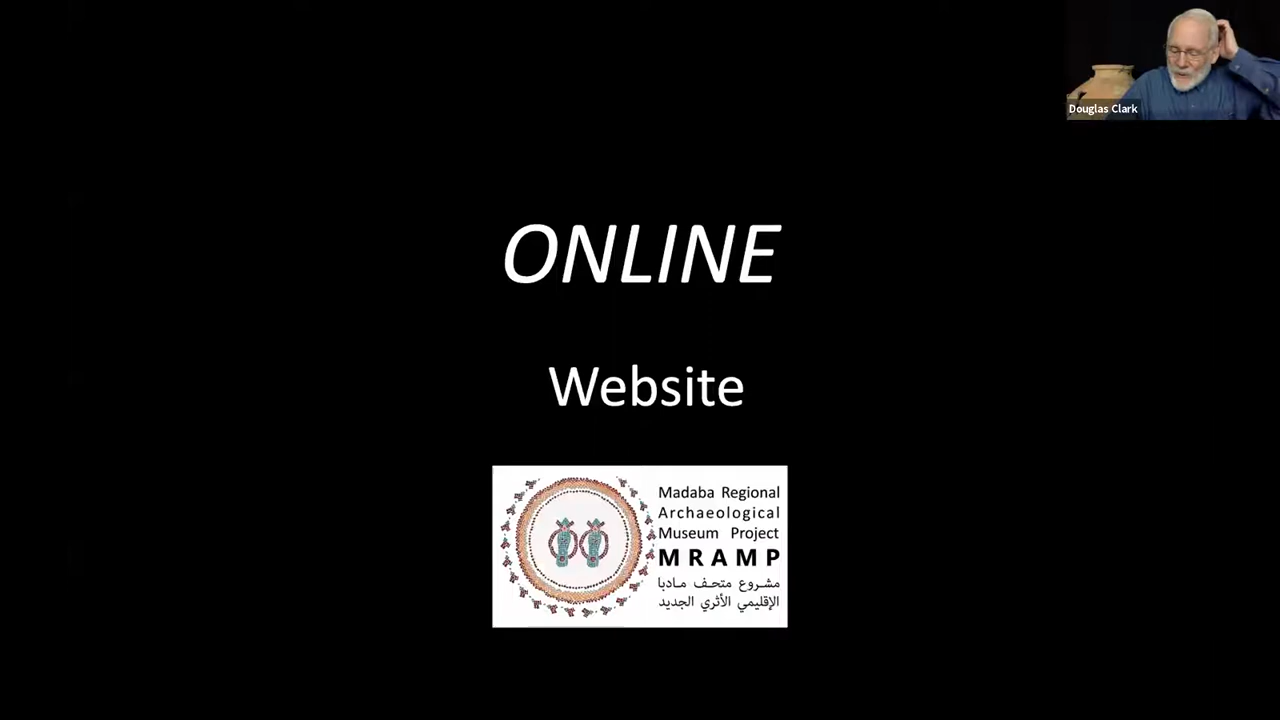 Douglas Clark
ONLINE
Website
Madaba Regional
Archaeological
Museum Project
MRAMP
مشروع متحف مادبا
الإقليمي الأثري الجديد